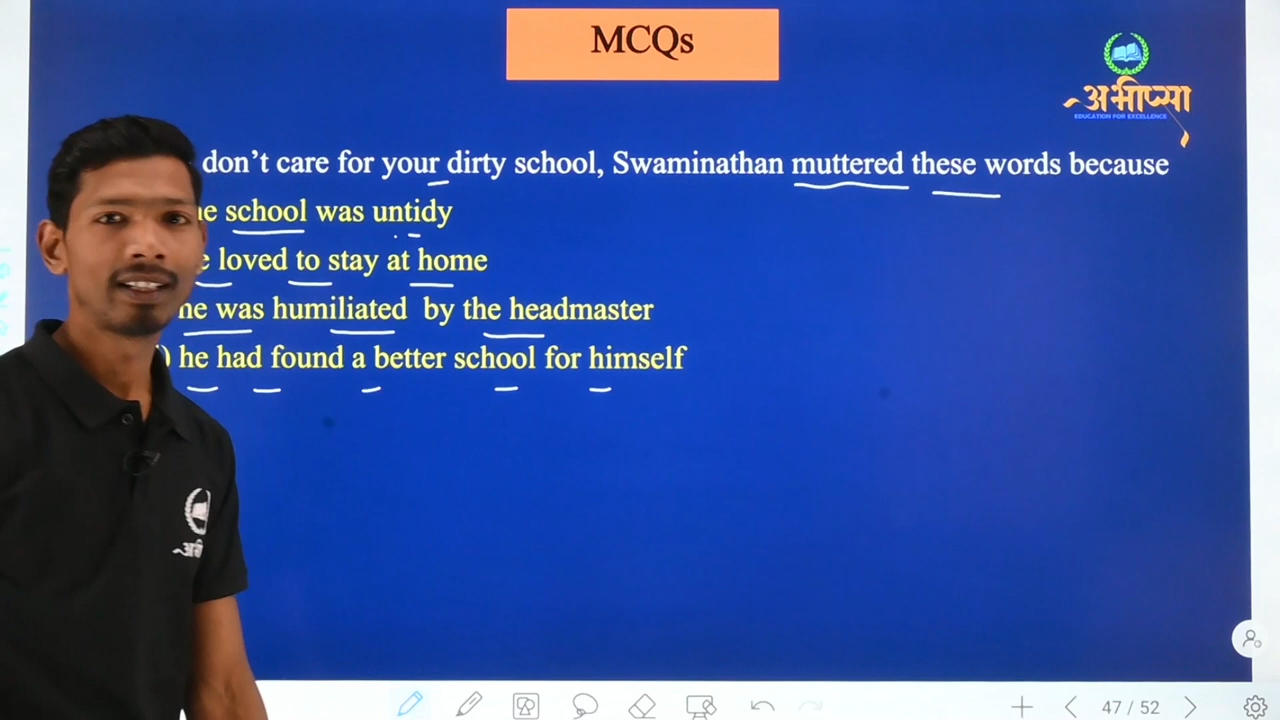 MCQs
अभीप्सा
EDUCATION FOR EXCELLENCE
don’t care for your dirty school, Swaminathan muttered these words because
school was untidy
loved to stay at home
he was humiliated by the headmaster
) he had found a better school for himself
47 / 52